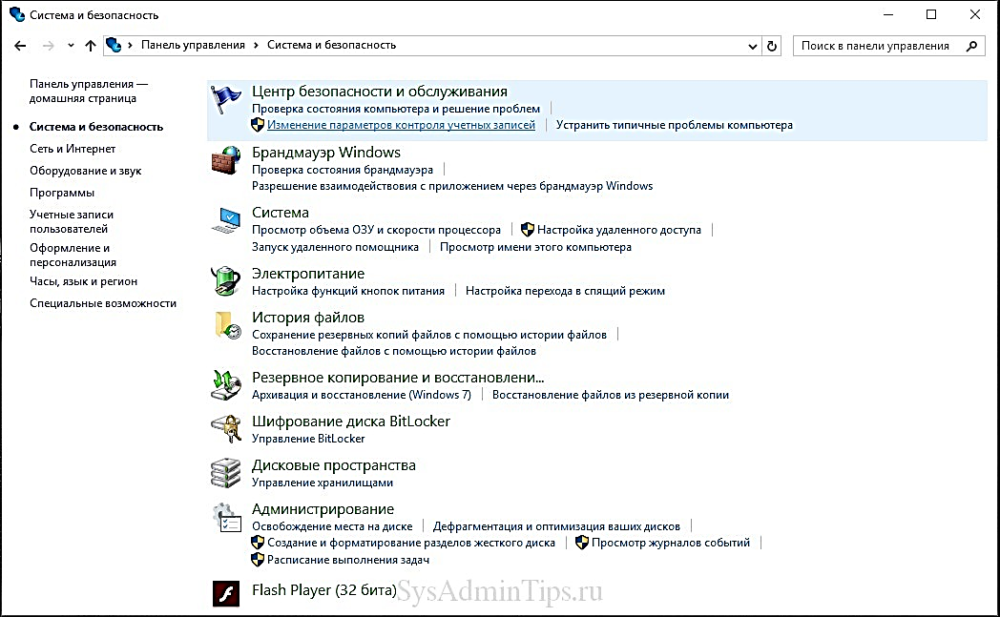 Система и безопасность
Панель управления › Система и безопасность
Поиск в панели управления
Панель управления —
домашняя страница
Система и безопасность
Сеть и Интернет
Оборудование и звук
Программы
Учетные записи
пользователей
Оформление и
персонализация
Часы, язык и регион
Специальные возможности
Центр безопасности и обслуживания
Проверка состояния компьютера и решение проблем
Изменение параметров контроля учетных записей | Устранить типичные проблемы компьютера
Брандмауэр Windows
Проверка состояния брандмауэра
Разрешение взаимодействовия с приложением через брандмауэр Windows
Система
Просмотр объема ОЗУ и скорости процессора | Настройка удаленного доступа
Запуск удаленного помощника | Просмотр имени этого компьютера
Электропитание
Настройка функций кнопок питания | Настройка перехода в спящий режим
История файлов
Сохранение резервных копий файлов с помощью истории файлов
Восстановление файлов с помощью истории файлов
Резервное копирование и восстановлени...
Архивация и восстановление (Windows 7) | Восстановление файлов из резервной копии
Шифрование диска BitLocker
Управление BitLocker
Дисковые пространства
Управление хранилищами
Администрирование
Освобождение места на диске | Дефрагментация и оптимизация ваших дисков
Создание и форматирование разделов жесткого диска | Просмотр журналов событий
Расписание выполнения задач
Flash Player (32 бита)
SysAdminTips.ru